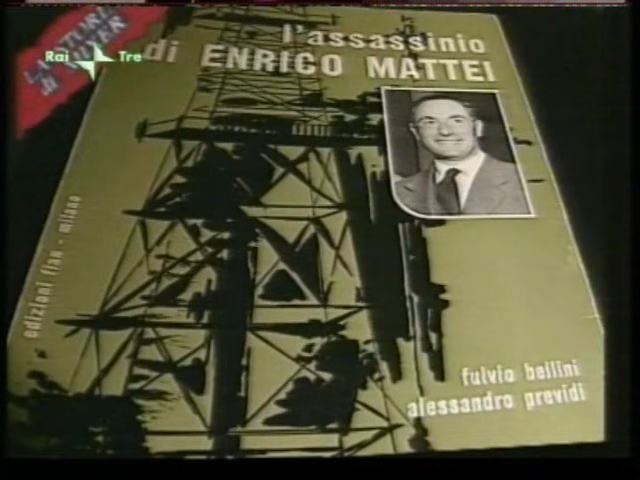 Rai Tre
l'assassinio
di ENRICO MATTEI
edizioni flan - milano
fulvio bellini
alessandro previdi